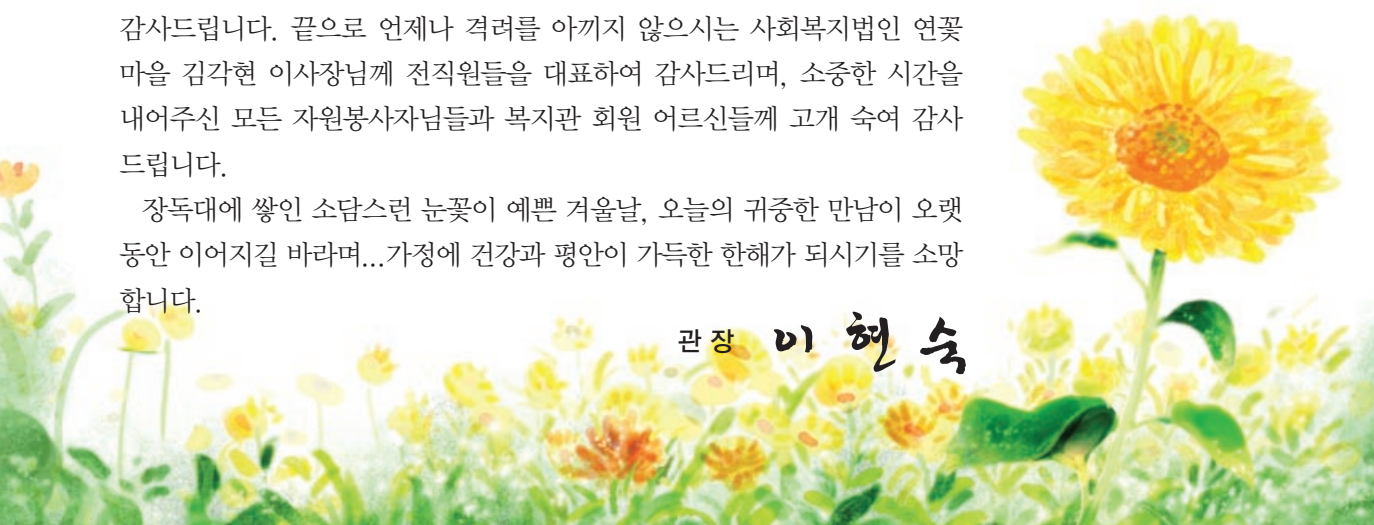 감사드립니다. 끝으로 언제나 격려를 아끼지 않으시는 사회복지법인 연꽃
마을 김각현 이사장님께 전직원들을 대표하여 감사드리며, 소중한 시간을
내어주신 모든 자원봉사자님들과 복지관 회원 어르신들께 고개 숙여 감사
드립니다.
장독대에 쌓인 소담스런 눈꽃이 예쁜 겨울날, 오늘의 귀중한 만남이 오랫
동안 이어지길 바라며...가정에 건강과 평안이 가득한 한해가 되시기를 소망
합니다.
관 장 이 현 숙